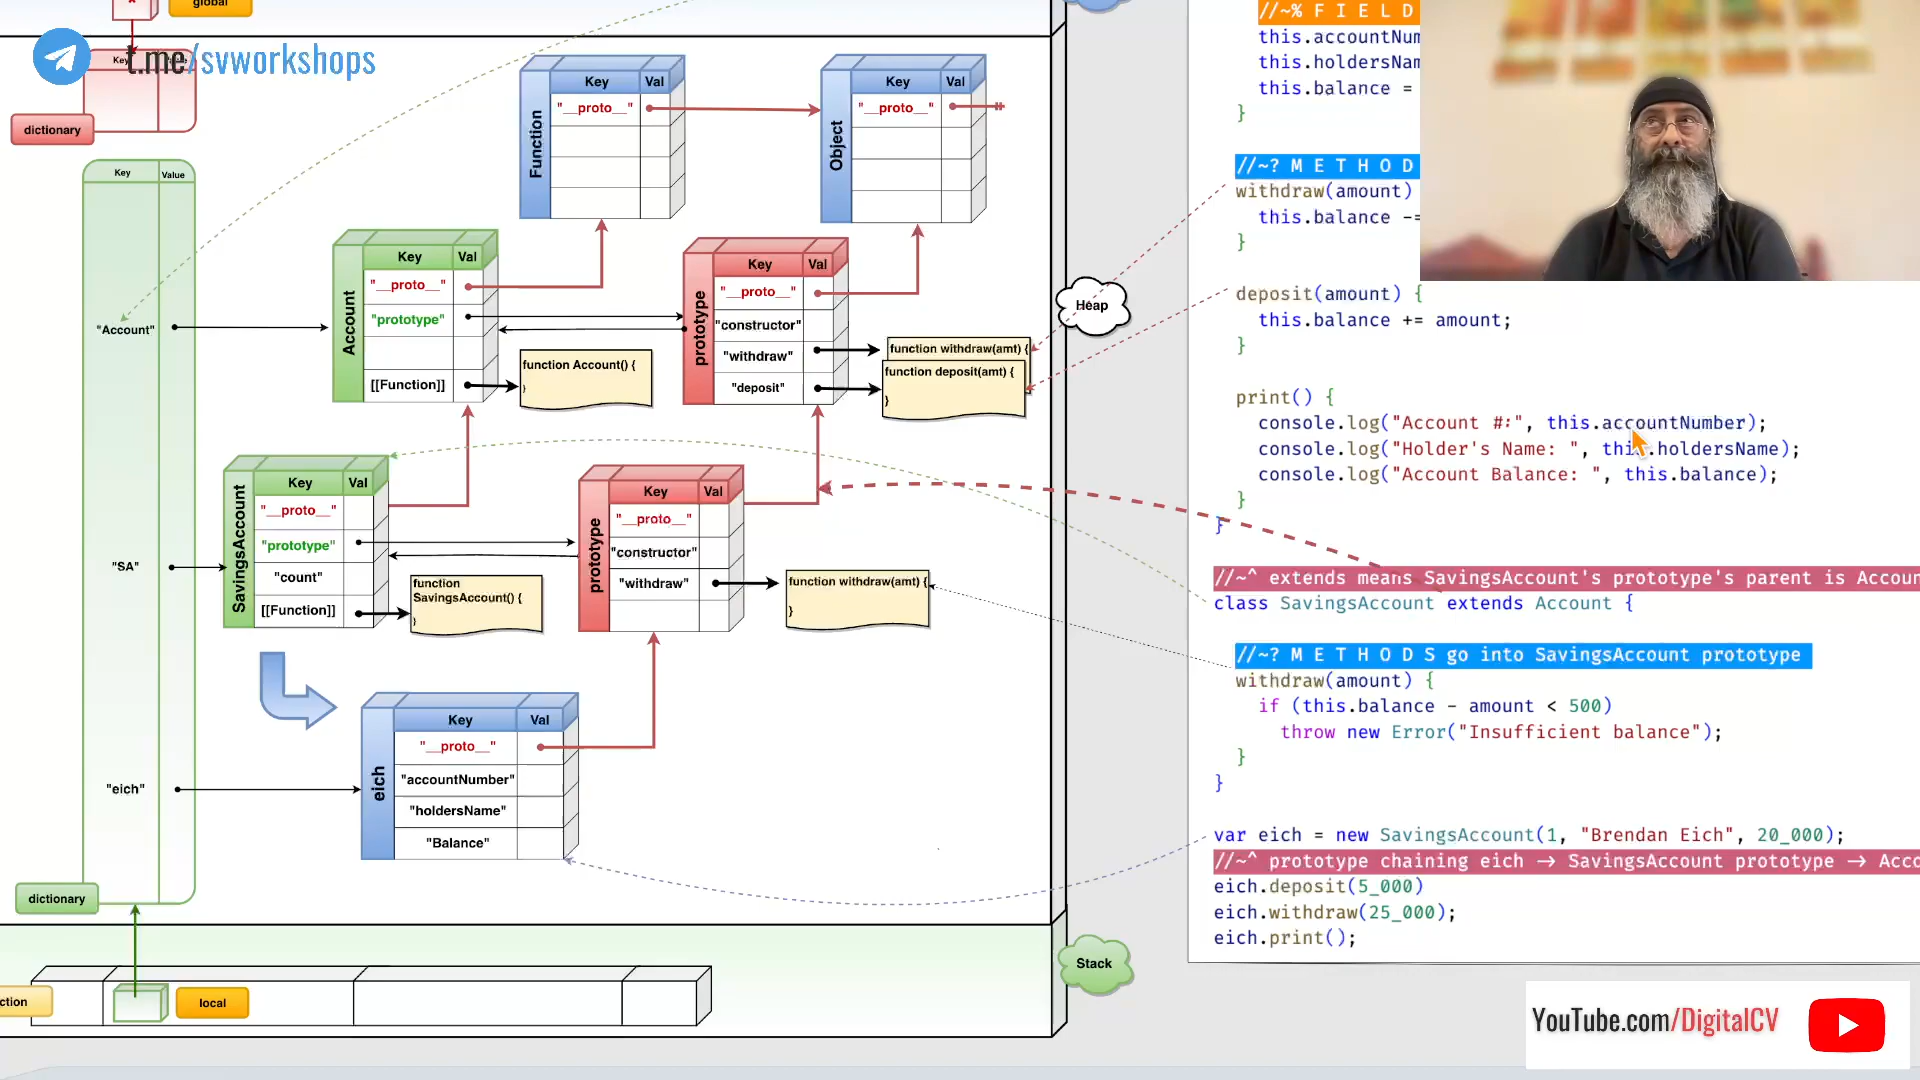 global
t.me/svworkshops
Key
dictionary
Key Value
"Account"
"SA"
"eich"
dictionary
Function
Key Val
"__proto__"
Object
Key Val
"__proto__"
Account
Key Val
"__proto__"
"prototype"
[[Function]]
function Account() {
}
prototype
Key Val
"__proto__"
"constructor"
"withdraw"
"deposit"
function withdraw(amt) {
function deposit(amt) {
}
SavingsAccount
Key Val
"__proto__"
"prototype"
"count"
[[Function]]
function
SavingsAccount() {
}
prototype
Key Val
"__proto__"
"constructor"
"withdraw"
function withdraw(amt) {
}
eich
Key Val
"__proto__"
"accountNumber"
"holdersName"
"Balance"
Heap
Stack
ction
local
//~% F I E L D
this.accountNum
this.holdersNam
this.balance =
}
//~? M E T H O D
withdraw(amount)
this.balance -=
}
deposit(amount) {
this.balance += amount;
}
print() {
console.log("Account #:", this.accountNumber);
console.log("Holder's Name: ", this.holdersName);
console.log("Account Balance: ", this.balance);
}
}
//~^ extends means SavingsAccount's prototype's parent is Accoun
class SavingsAccount extends Account {
//~? M E T H O D S go into SavingsAccount prototype
withdraw(amount) {
if (this.balance - amount < 500)
throw new Error("Insufficient balance");
}
}
var eich = new SavingsAccount(1, "Brendan Eich", 20_000);
//~^ prototype chaining eich → SavingsAccount prototype → Acco
eich.deposit(5_000)
eich.withdraw(25_000);
eich.print();
YouTube.com/DigitalCV